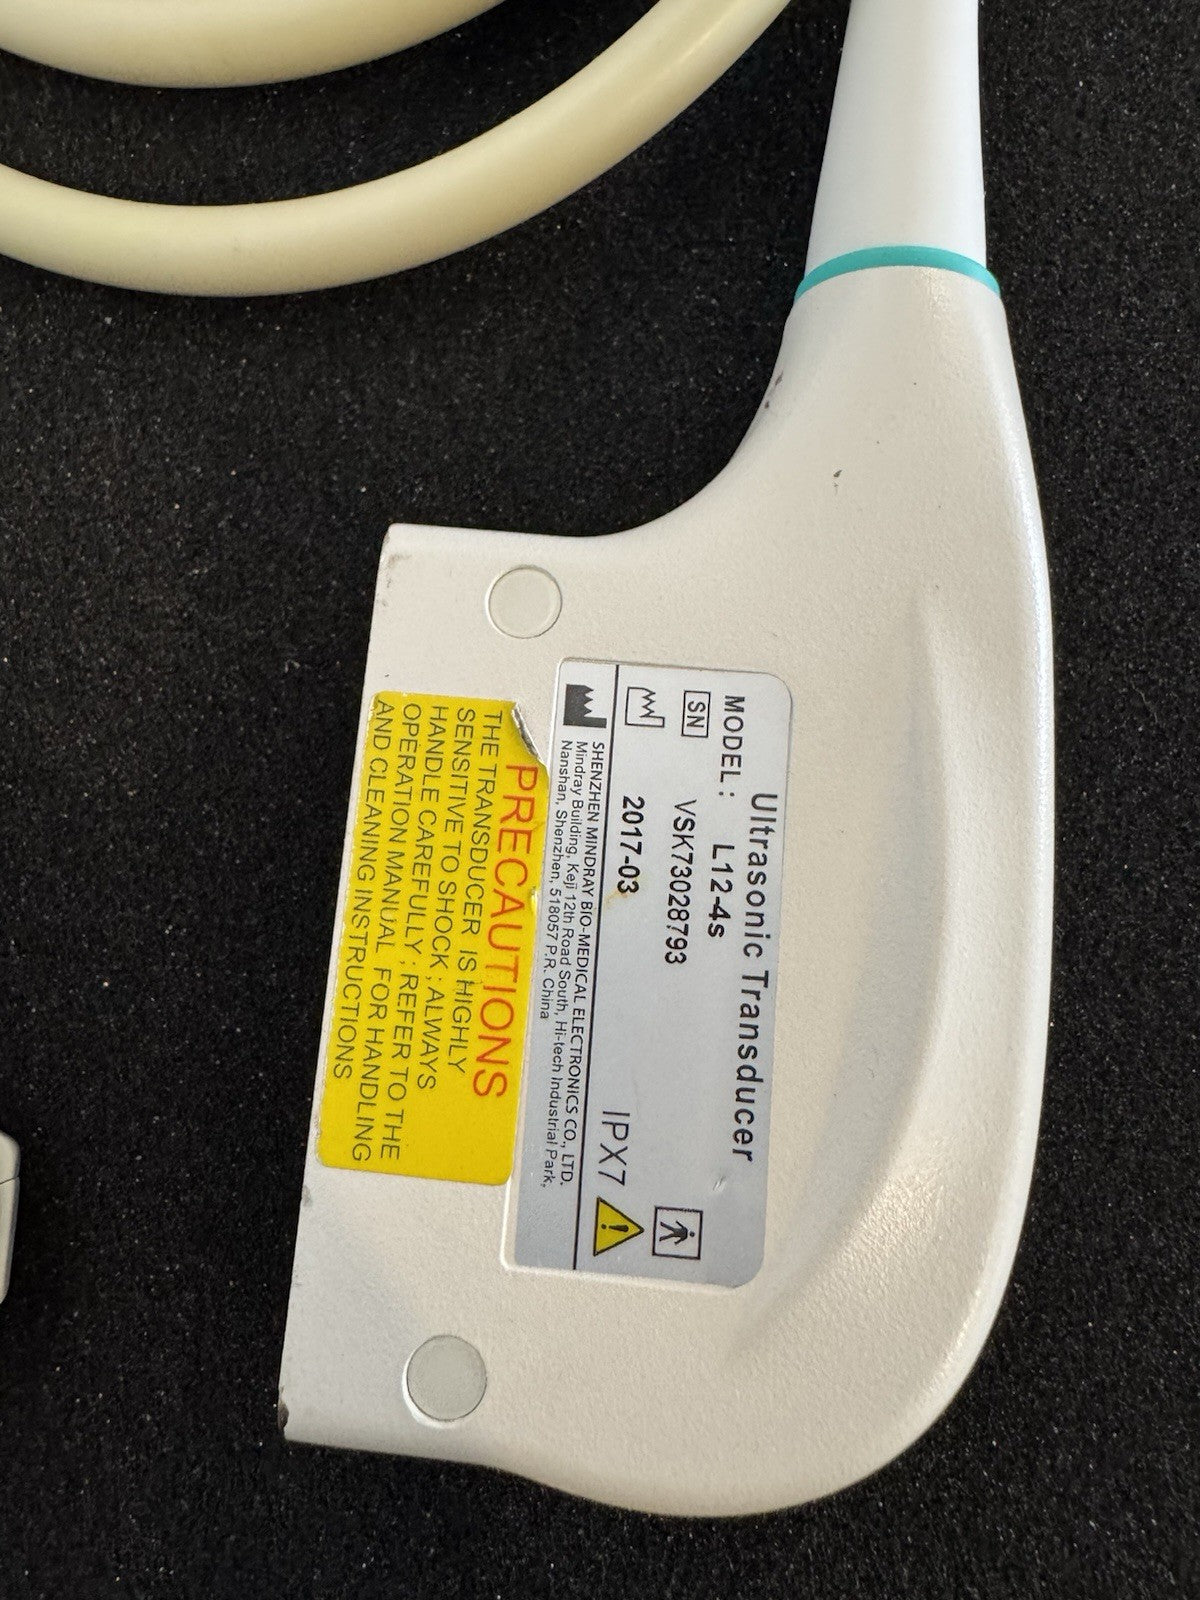 Ultrasonic Transducer
MODEL: L12-4s
SN VSK73028793
2017-03 IPX7
SHENZHEN MINDRAY BIO-MEDICAL ELECTRONICS CO., LTD.
Mindray Building, Keji 12th Road South, Hi-tech Industrial Park,
Nanshan, Shenzhen, 518057 P.R. China
PRECAUTIONS
THE TRANSDUCER IS HIGHLY
SENSITIVE TO SHOCK ; ALWAYS
HANDLE CAREFULLY ; REFER TO THE
OPERATION MANUAL FOR HANDLING
AND CLEANING INSTRUCTIONS